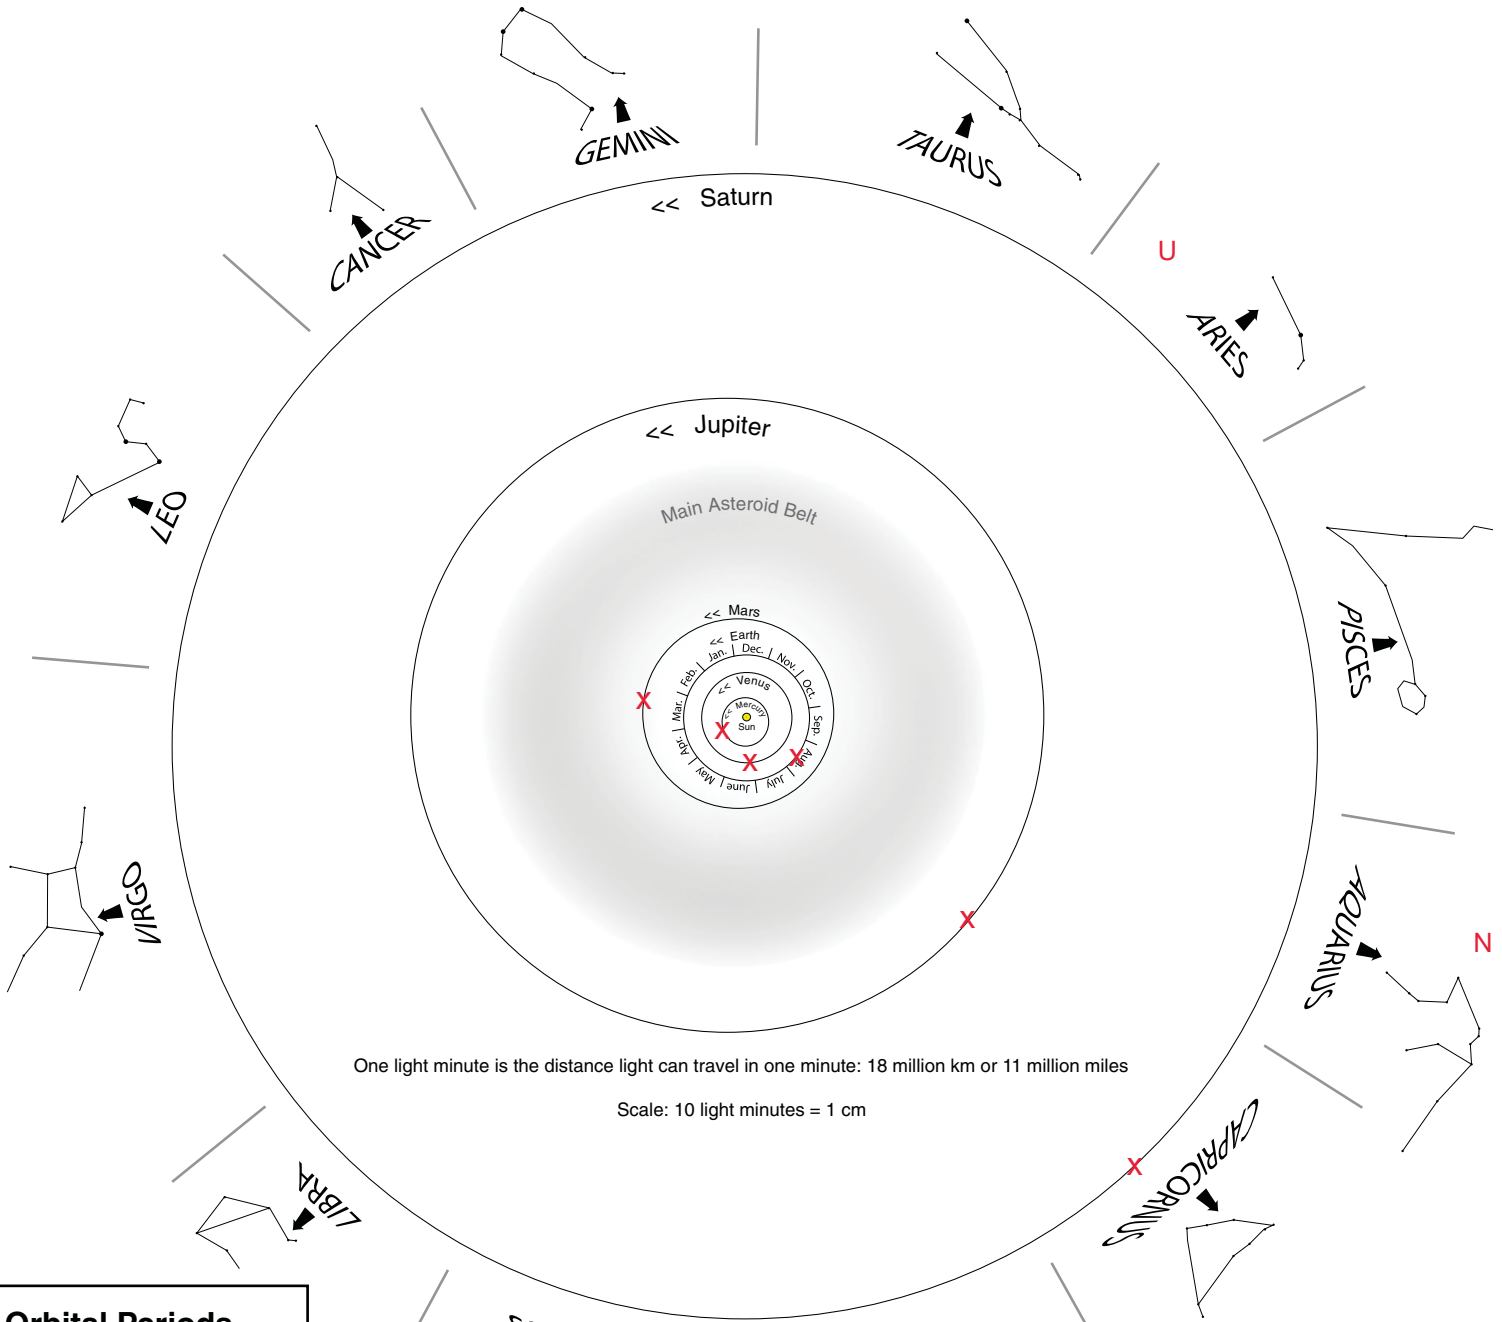 GEMINI
TAURUS
CANCER
<< Saturn
U
ARIES
<< Jupiter
LEO
Main Asteroid Belt
PISCES
<< Mars
<< Earth
Jan.
Dec.
Nov.
Feb.
Oct.
<< Venus
Mar.
<< Mercury
Sep.
Sun
X
X
X
X
Apr.
Aug.
May
June
July
VIRGO
AQUARIUS
N
X
One light minute is the distance light can travel in one minute: 18 million km or 11 million miles
Scale: 10 light minutes = 1 cm
CAPRICORNUS
X
LIBRA
Orbital Periods